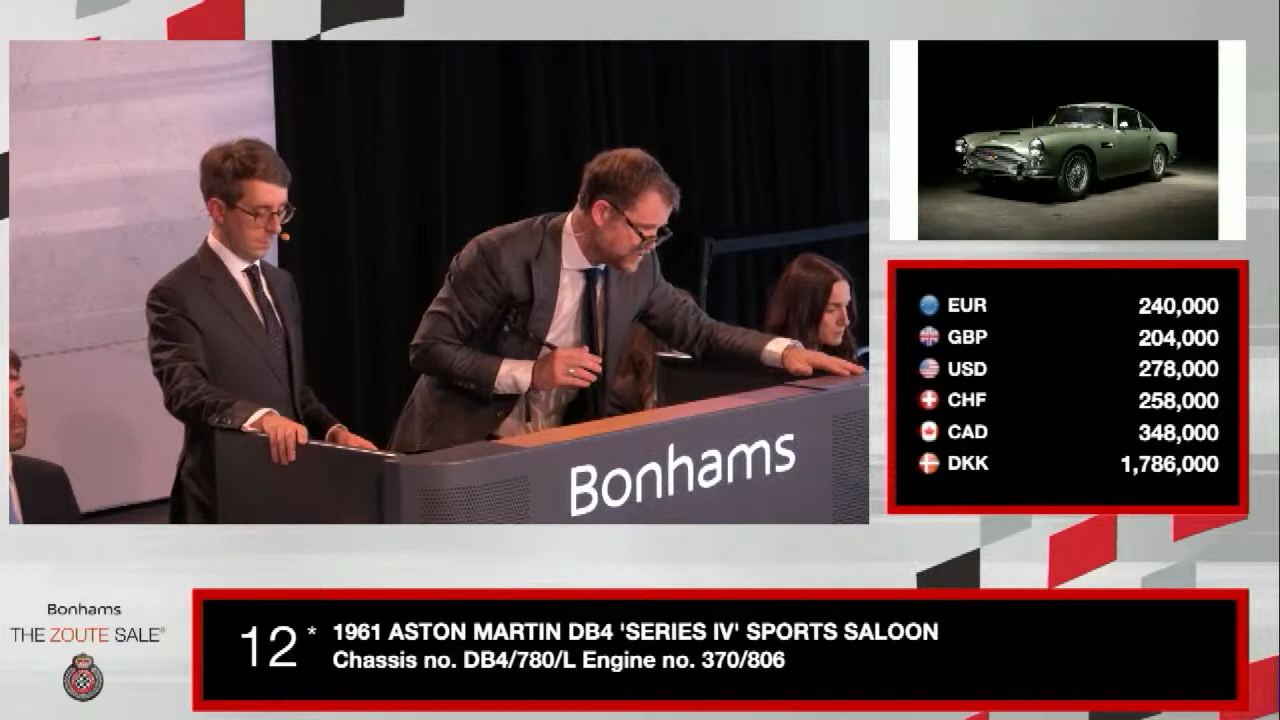 EUR 240,000
GBP 204,000
USD 278,000
CHF 258,000
CAD 348,000
DKK 1,786,000
Bonhams
Bonhams
THE ZOUTE SALE®
12* 1961 ASTON MARTIN DB4 'SERIES IV' SPORTS SALOON
Chassis no. DB4/780/L Engine no. 370/806